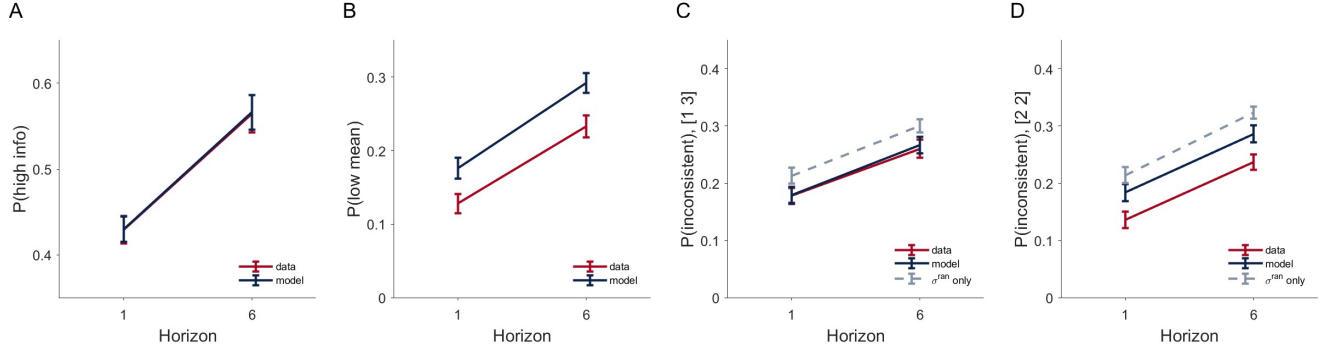 A
P(high info)
0.6
0.5
0.4
1
6
Horizon
data
model
B
P(low mean)
0.3
0.2
0.1
0
1
6
Horizon
data
model
C
P(inconsistent), [1 3]
0.4
0.3
0.2
0.1
0
1
6
Horizon
data
model
σ^ran only
D
P(inconsistent), [2 2]
0.4
0.3
0.2
0.1
0
1
6
Horizon
data
model
σ^ran only